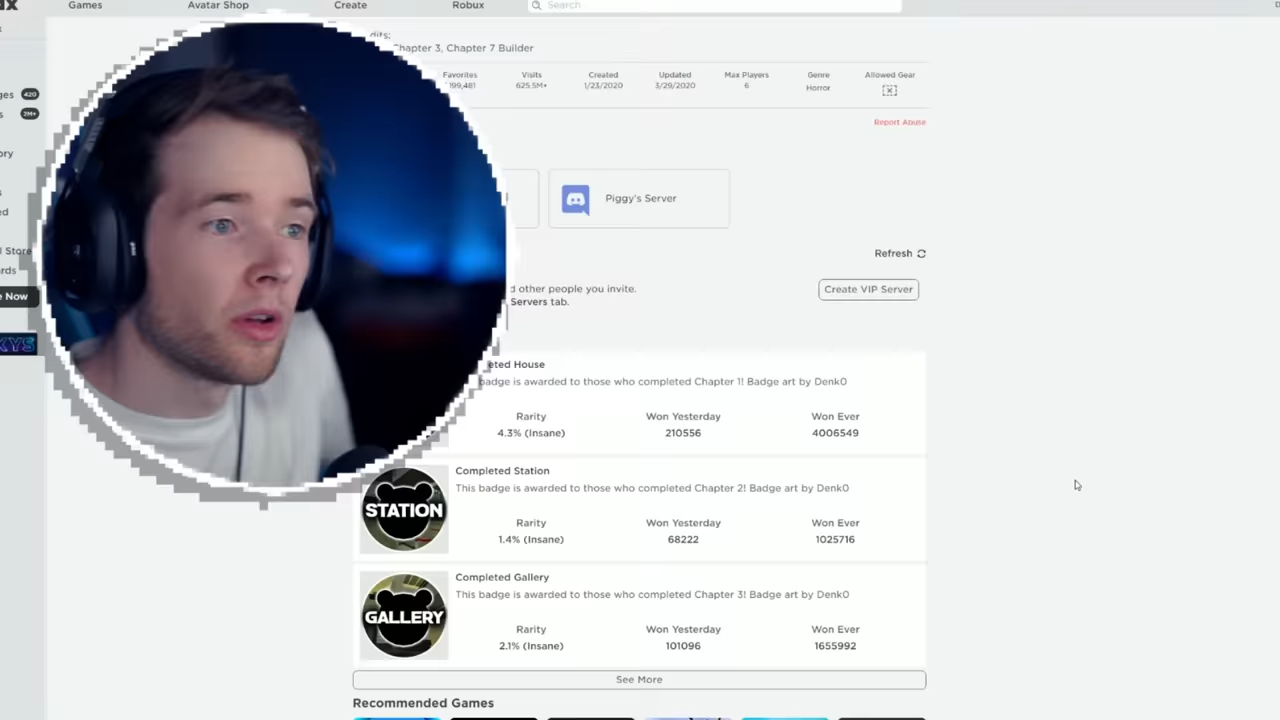 Games Avatar Shop Create Robux Search
Chapter 3, Chapter 7 Builder
Favorites Visits Created Updated Max Players Genre Allowed Gear
199,481 625.5M+ 1/23/2020 3/29/2020 6 Horror
Report Abuse
420
2M+
Piggy's Server
Refresh
d other people you invite.
Servers tab.
Create VIP Server
Store
Now
eted House
badge is awarded to those who completed Chapter 1! Badge art by Denk0
Rarity Won Yesterday Won Ever
4.3% (Insane) 210556 4006549
STATION
Completed Station
This badge is awarded to those who completed Chapter 2! Badge art by Denk0
Rarity Won Yesterday Won Ever
1.4% (Insane) 68222 1025716
GALLERY
Completed Gallery
This badge is awarded to those who completed Chapter 3! Badge art by Denk0
Rarity Won Yesterday Won Ever
2.1% (Insane) 101096 1655992
See More
Recommended Games